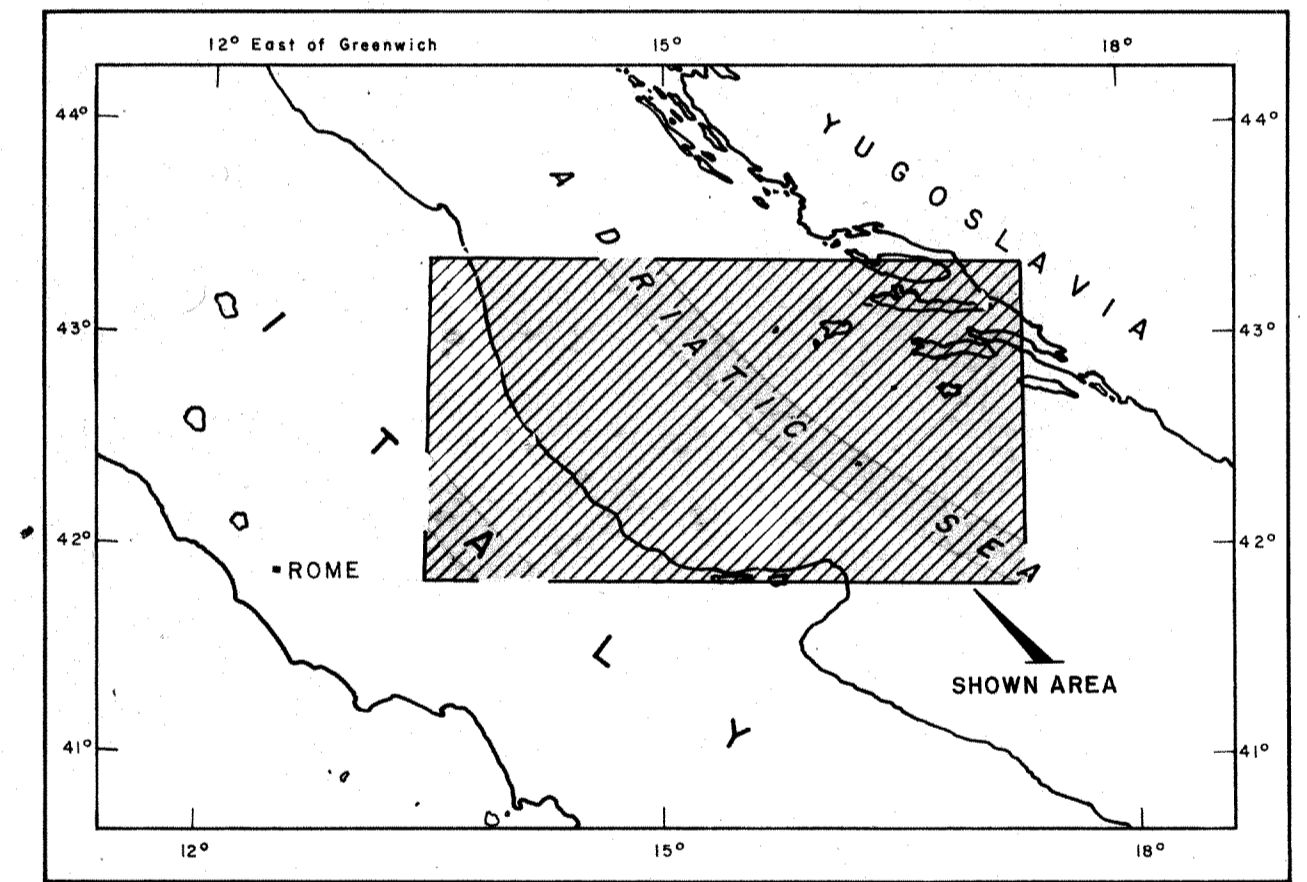 12° East of Greenwich 15° 18°
44° 44°
YUGOSLAVIA
ADRIATIC SEA
43° 43°
ITALY
42° 42°
ROME
SHOWN AREA
41° 41°
12° 15° 18°